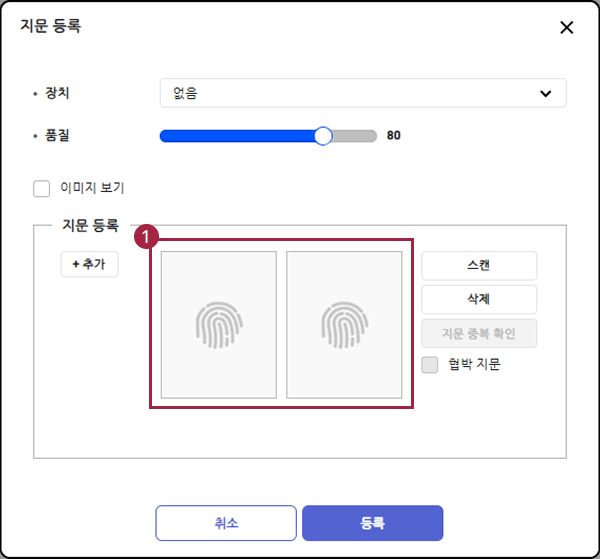 지문 등록
장치
없음
품질
80
이미지 보기
지문 등록
1
+ 추가
스캔
삭제
지문 중복 확인
협박 지문
취소
등록